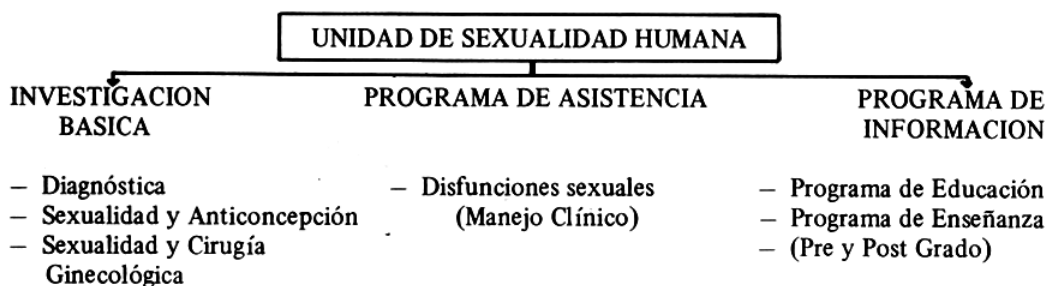 UNIDAD DE SEXUALIDAD HUMANA
INVESTIGACION
BASICA
— Diagnóstica
— Sexualidad y Anticoncepción
— Sexualidad y Cirugía
Ginecológica
PROGRAMA DE ASISTENCIA
— Disfunciones sexuales
(Manejo Clínico)
PROGRAMA DE
INFORMACION
— Programa de Educación
— Programa de Enseñanza
— (Pre y Post Grado)